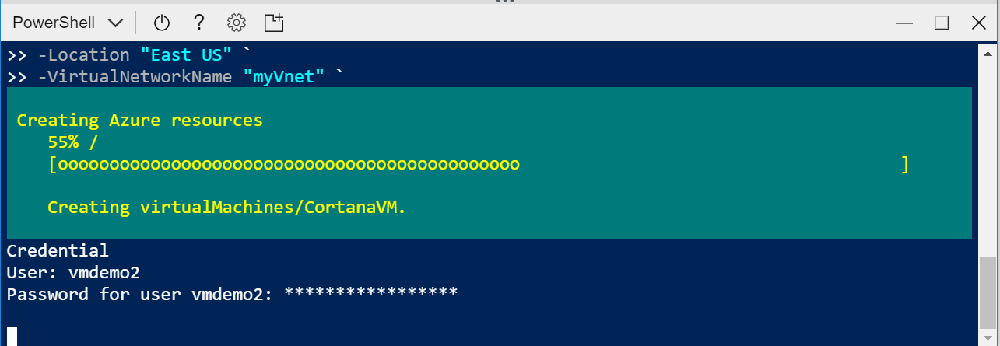 PowerShell
?
>> -Location "East US" `
>> -VirtualNetworkName "myVnet" `
Creating Azure resources
55% /
[ooooooooooooooooooooooooooooooooooooooooooooo                                     ]
Creating virtualMachines/CortanaVM.
Credential
User: vmdemo2
Password for user vmdemo2: *****************